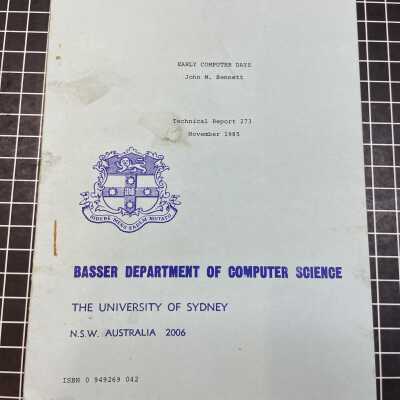 EARLY COMPUTER DAYS
John M. Bennett
Technical Report 273
November 1985
SIDERE MENS EADEM MUTATO
BASSER DEPARTMENT OF COMPUTER SCIENCE
THE UNIVERSITY OF SYDNEY
N.S.W. AUSTRALIA 2006
ISBN 0 949269 042